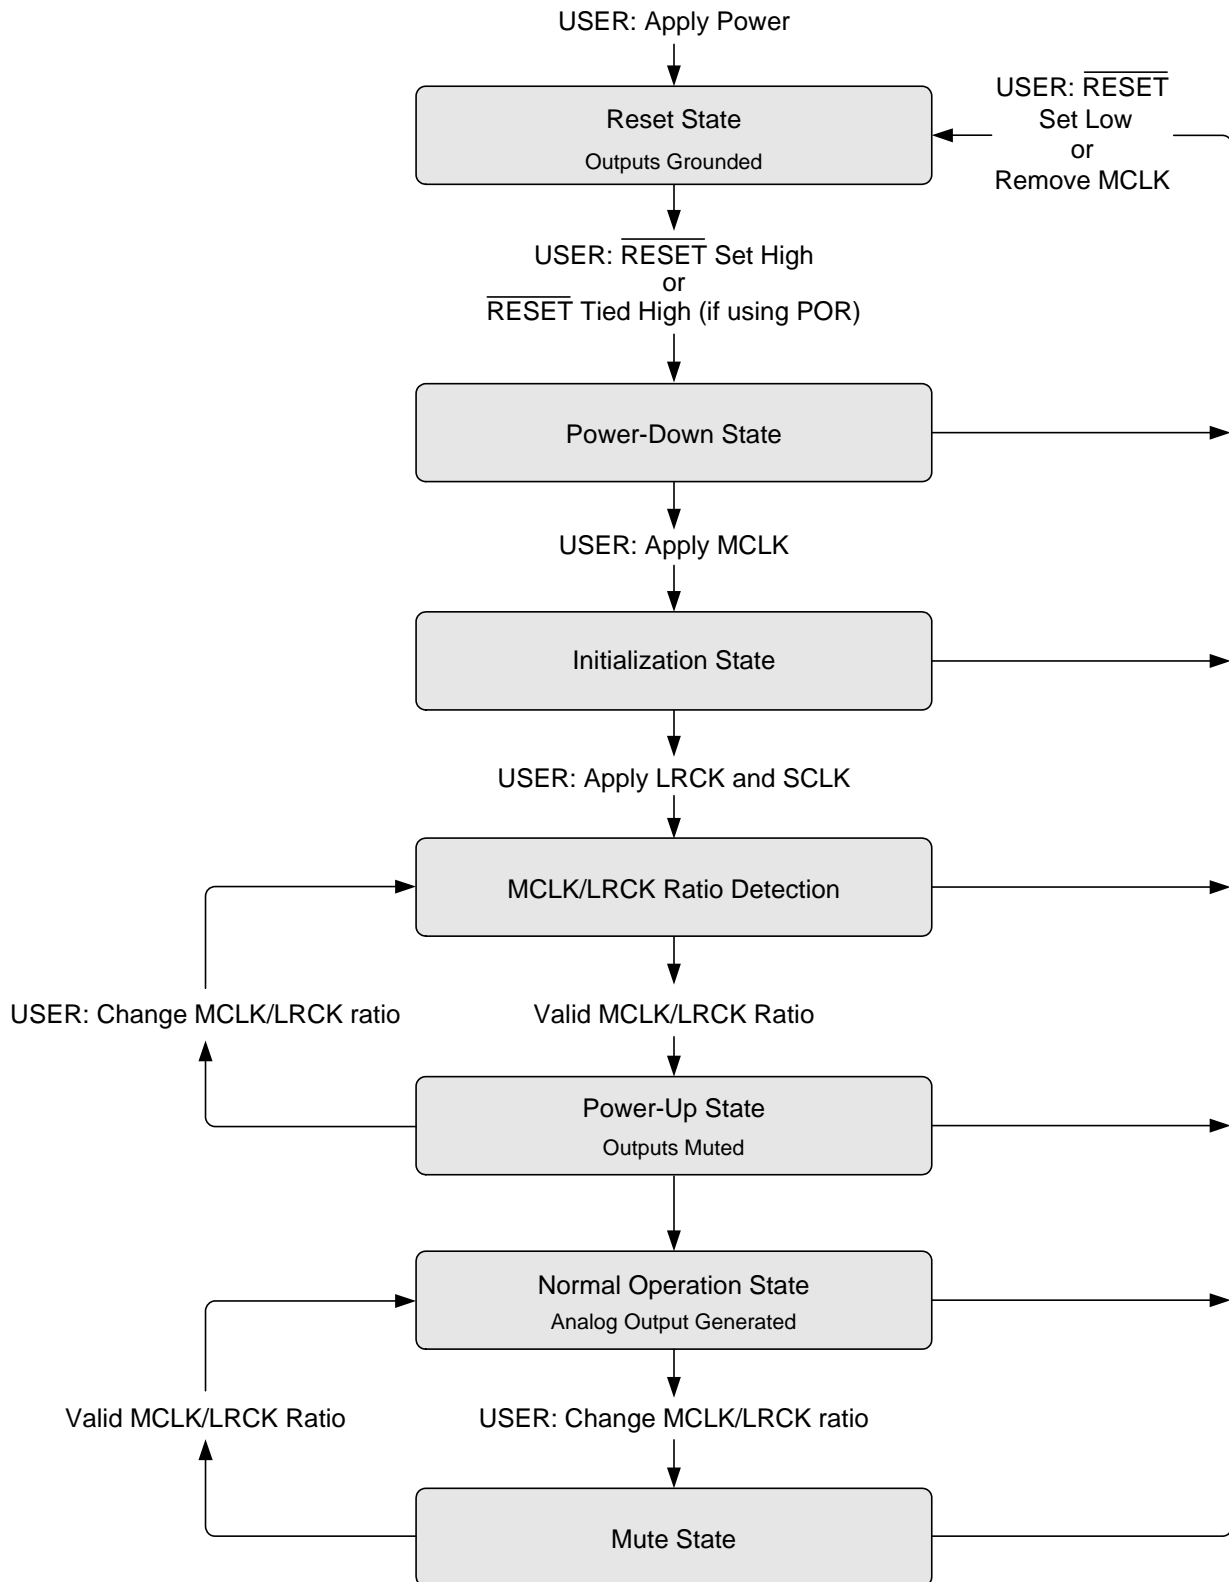 USER: Apply Power
Reset State
Outputs Grounded
USER: RESET
Set Low
or
Remove MCLK
USER: RESET Set High
or
RESET Tied High (if using POR)
Power-Down State
USER: Apply MCLK
Initialization State
USER: Apply LRCK and SCLK
MCLK/LRCK Ratio Detection
USER: Change MCLK/LRCK ratio
Valid MCLK/LRCK Ratio
Power-Up State
Outputs Muted
Normal Operation State
Analog Output Generated
Valid MCLK/LRCK Ratio
USER: Change MCLK/LRCK ratio
Mute State